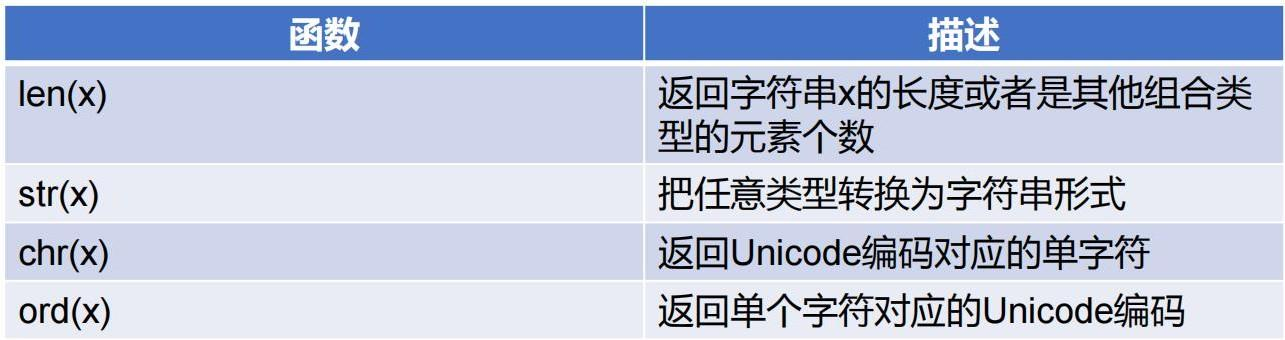 函数 描述
len(x) 返回字符串x的长度或者是其他组合类
型的元素个数
str(x) 把任意类型转换为字符串形式
chr(x) 返回Unicode编码对应的单字符
ord(x) 返回单个字符对应的Unicode编码